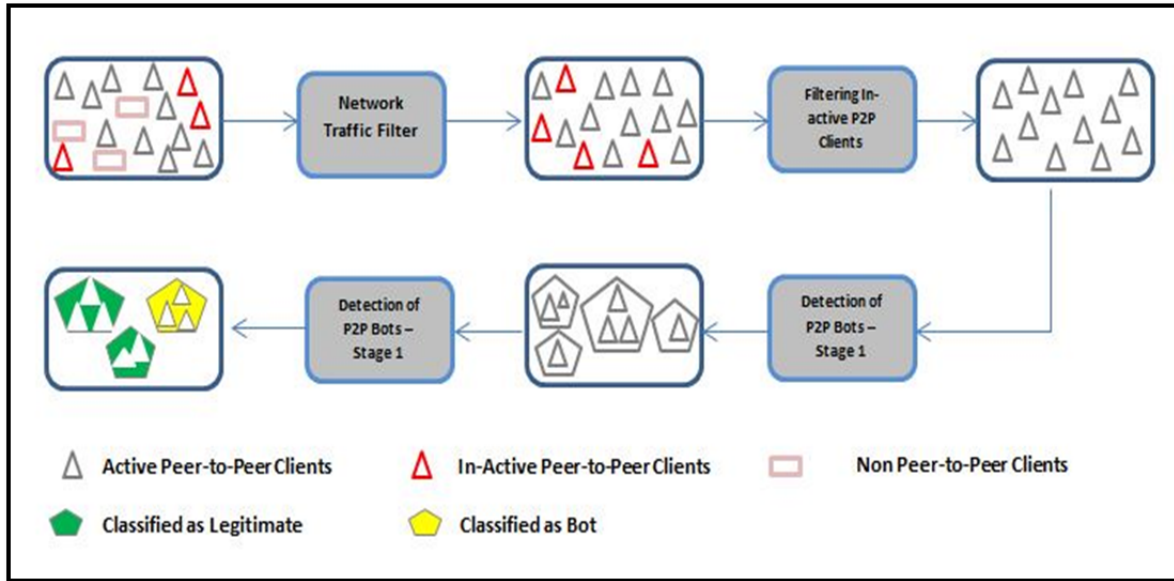 Network
Traffic Filter
Filtering In-
active P2P
Clients
Detection of
P2P Bots –
Stage 1
Detection of
P2P Bots –
Stage 1
Active Peer-to-Peer Clients
In-Active Peer-to-Peer Clients
Non Peer-to-Peer Clients
Classified as Legitimate
Classified as Bot